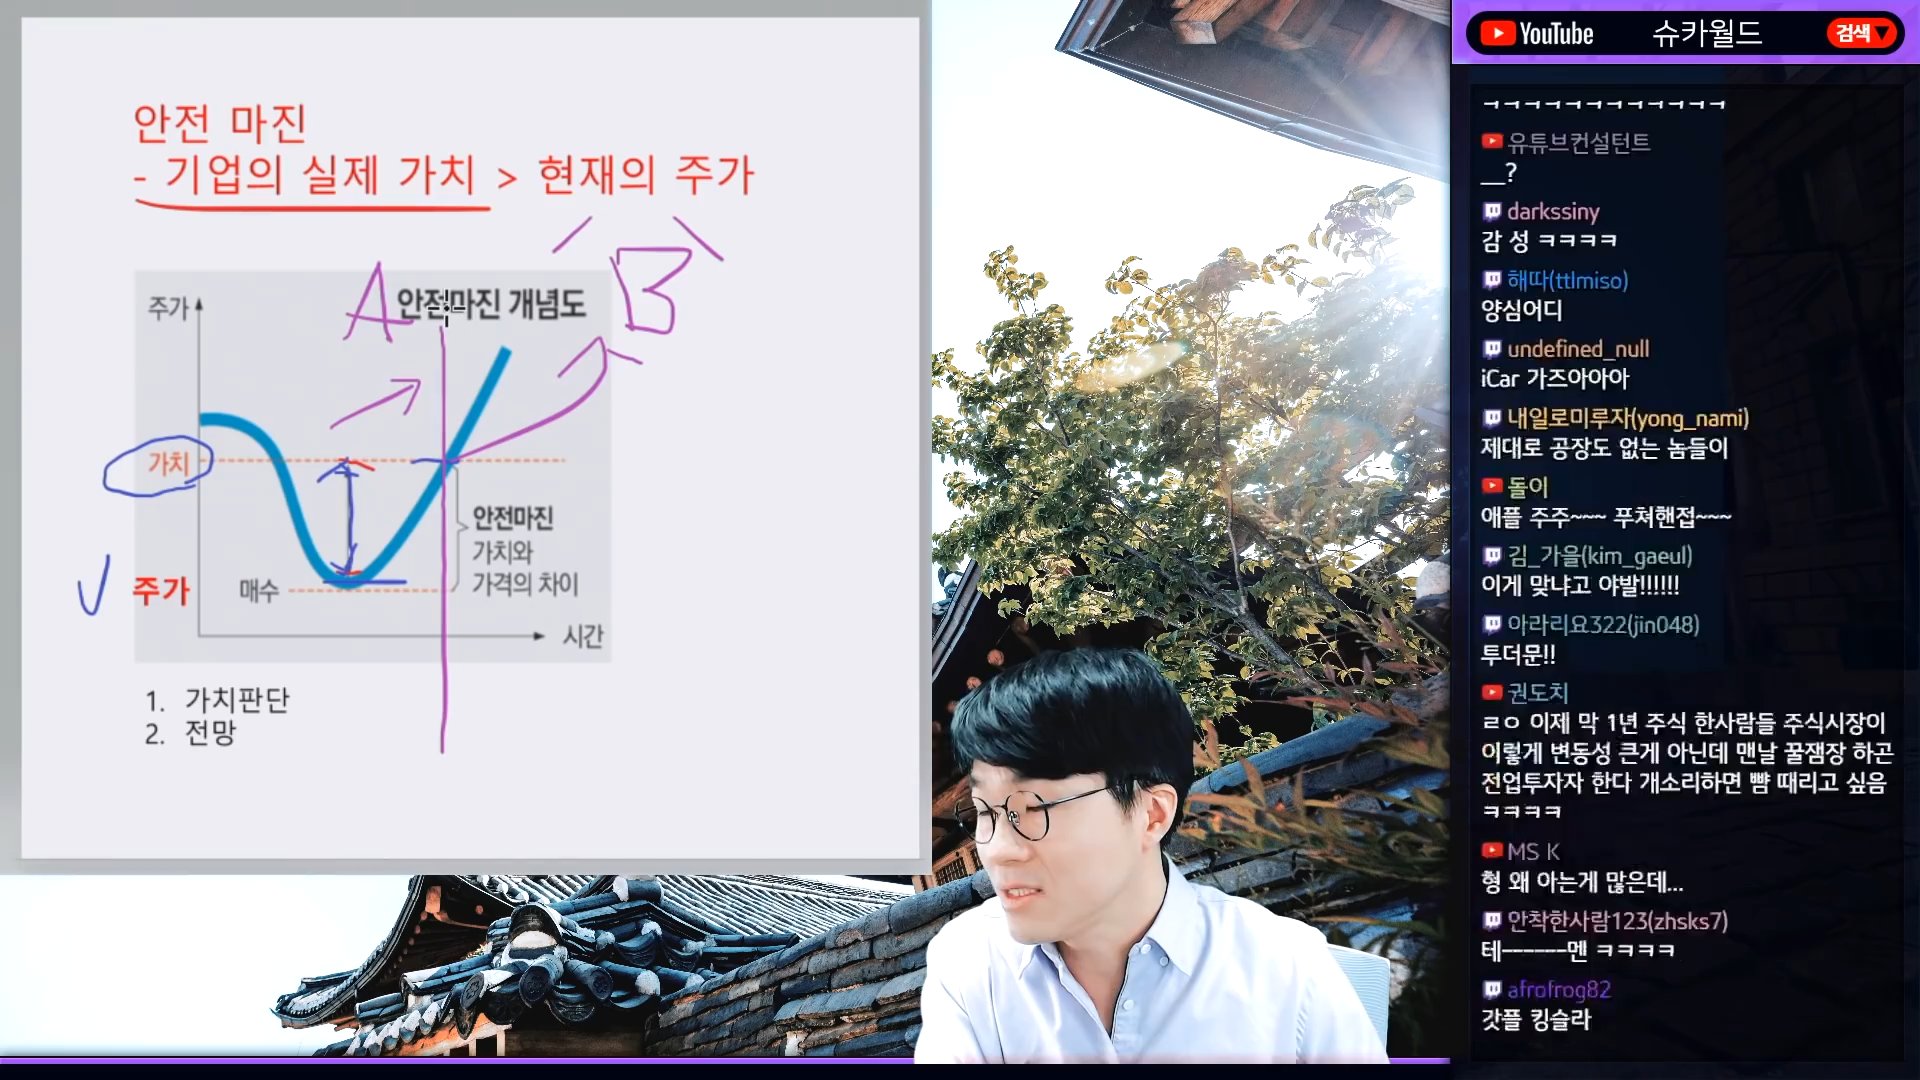 안전 마진
- 기업의 실제 가치 > 현재의 주가
A
B
안전마진 개념도
주가
가치
안전마진
가치와
가격의 차이
주가
매수
시간
1. 가치판단
2. 전망
YouTube 슈카월드 검색▼
유튜브컨설턴트
__?
darkssiny
감 성 ㅋㅋㅋㅋ
해따(ttlmiso)
양심어디
undefined_null
iCar 가즈아아아
내일로미루자(yong_nami)
제대로 공장도 없는 놈들이
돌이
애플 주주~~~ 푸쳐핸접~~~
김_가을(kim_gaeul)
이게 맞냐고 야발!!!!!!
아라리요322(jin048)
투더문!!
권도치
ㄹㅇ 이제 막 1년 주식 한사람들 주식시장이
이렇게 변동성 큰게 아닌데 맨날 꿀잼장 하곤
전업투자자 한다 개소리하면 뺨 때리고 싶음
ㅋㅋㅋㅋ
MS K
형 왜 아는게 많은데...
안착한사람123(zhsks7)
테------멘 ㅋㅋㅋㅋ
afrofrog82
갓플 킹슬라